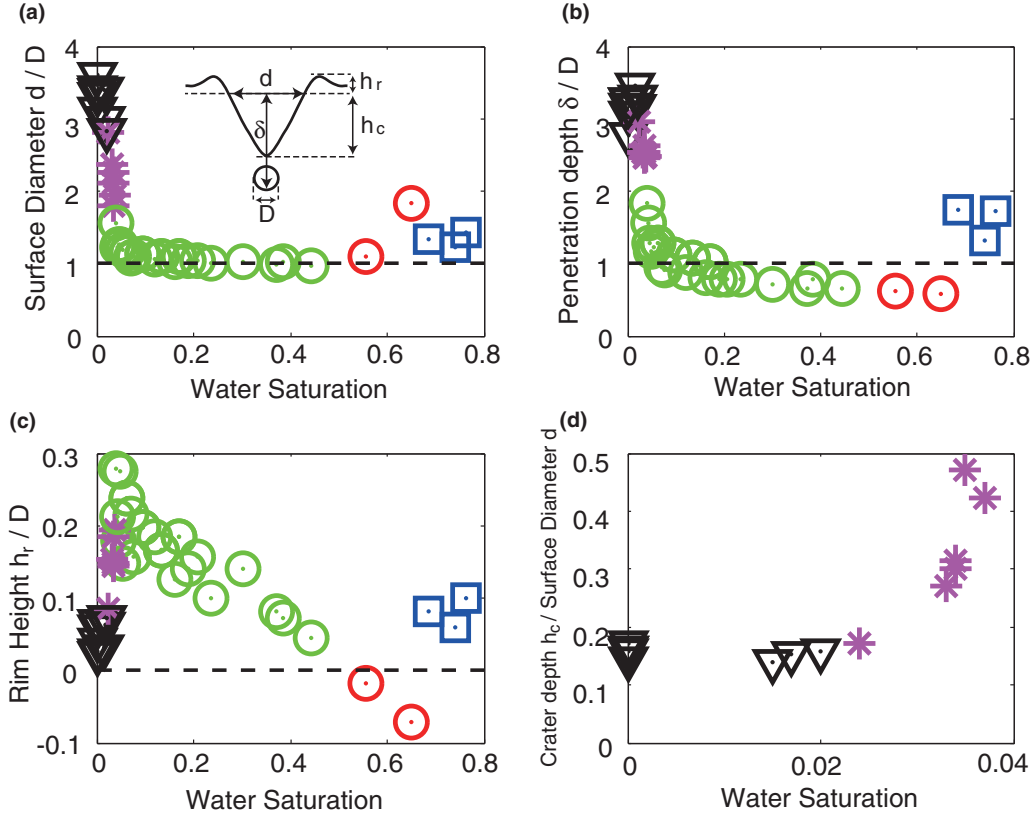 (a)
Surface Diameter d / D
4
3
2
1
0
0
0.2
0.4
0.6
0.8
Water Saturation
d
h_r
δ
h_c
D
(b)
Penetration depth δ / D
4
3
2
1
0
0
0.2
0.4
0.6
0.8
Water Saturation
(c)
Rim Height h_r / D
0.3
0.2
0.1
0
-0.1
0
0.2
0.4
0.6
0.8
Water Saturation
(d)
Crater depth h_c / Surface Diameter d
0.5
0.4
0.3
0.2
0.1
0
0
0.02
0.04
Water Saturation